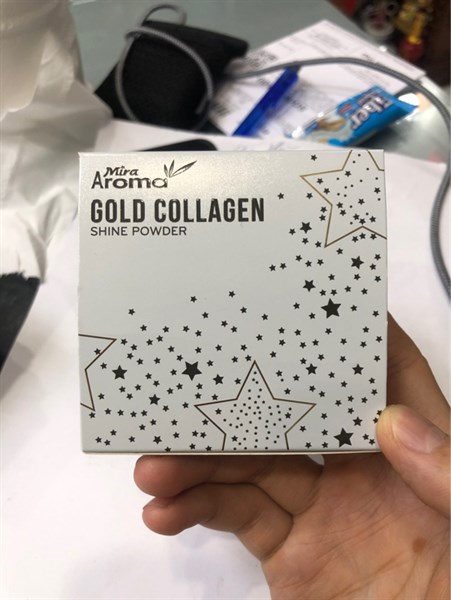 Mira
Aroma
GOLD COLLAGEN
SHINE POWDER